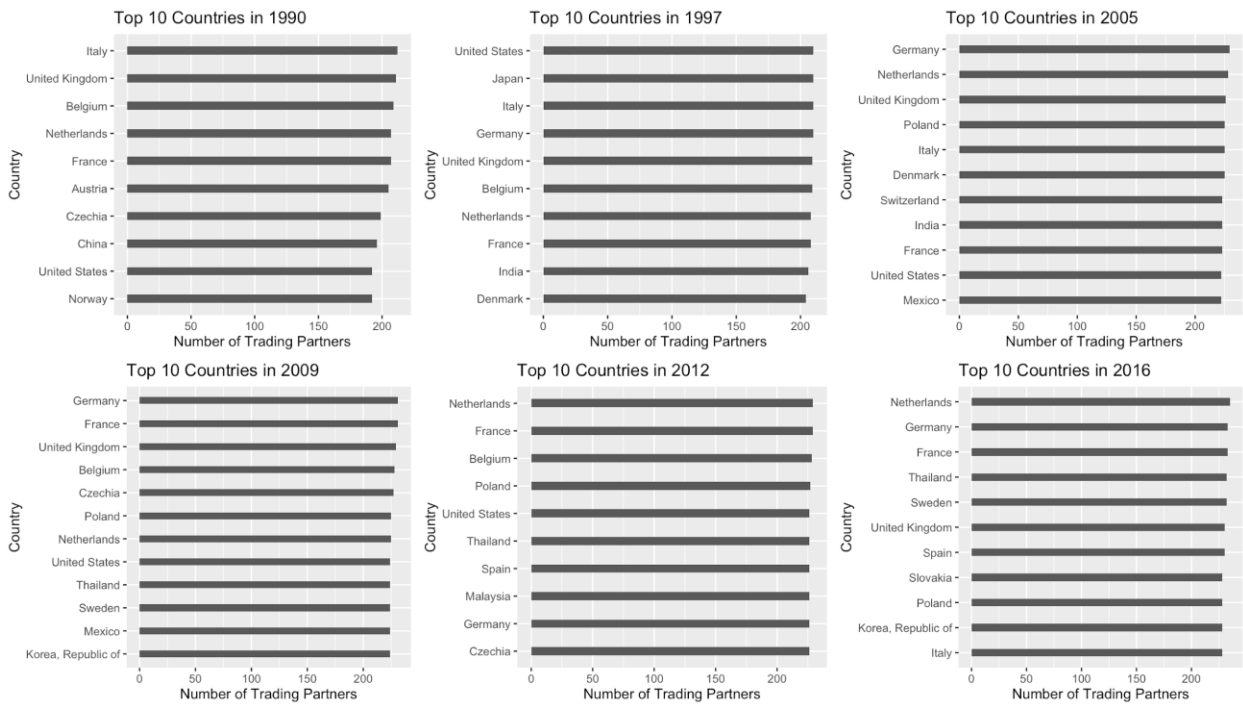 Top 10 Countries in 1990
Country
Italy
United Kingdom
Belgium
Netherlands
France
Austria
Czechia
China
United States
Norway
0 50 100 150 200
Number of Trading Partners
Top 10 Countries in 1997
Country
United States
Japan
Italy
Germany
United Kingdom
Belgium
Netherlands
France
India
Denmark
0 50 100 150 200
Number of Trading Partners
Top 10 Countries in 2005
Country
Germany
Netherlands
United Kingdom
Poland
Italy
Denmark
Switzerland
India
France
United States
Mexico
0 50 100 150 200
Number of Trading Partners
Top 10 Countries in 2009
Country
Germany
France
United Kingdom
Belgium
Czechia
Poland
Netherlands
United States
Thailand
Sweden
Mexico
Korea, Republic of
0 50 100 150 200
Number of Trading Partners
Top 10 Countries in 2012
Country
Netherlands
France
Belgium
Poland
United States
Thailand
Spain
Malaysia
Germany
Czechia
0 50 100 150 200
Number of Trading Partners
Top 10 Countries in 2016
Country
Netherlands
Germany
France
Thailand
Sweden
United Kingdom
Spain
Slovakia
Poland
Korea, Republic of
Italy
0 50 100 150 200
Number of Trading Partners